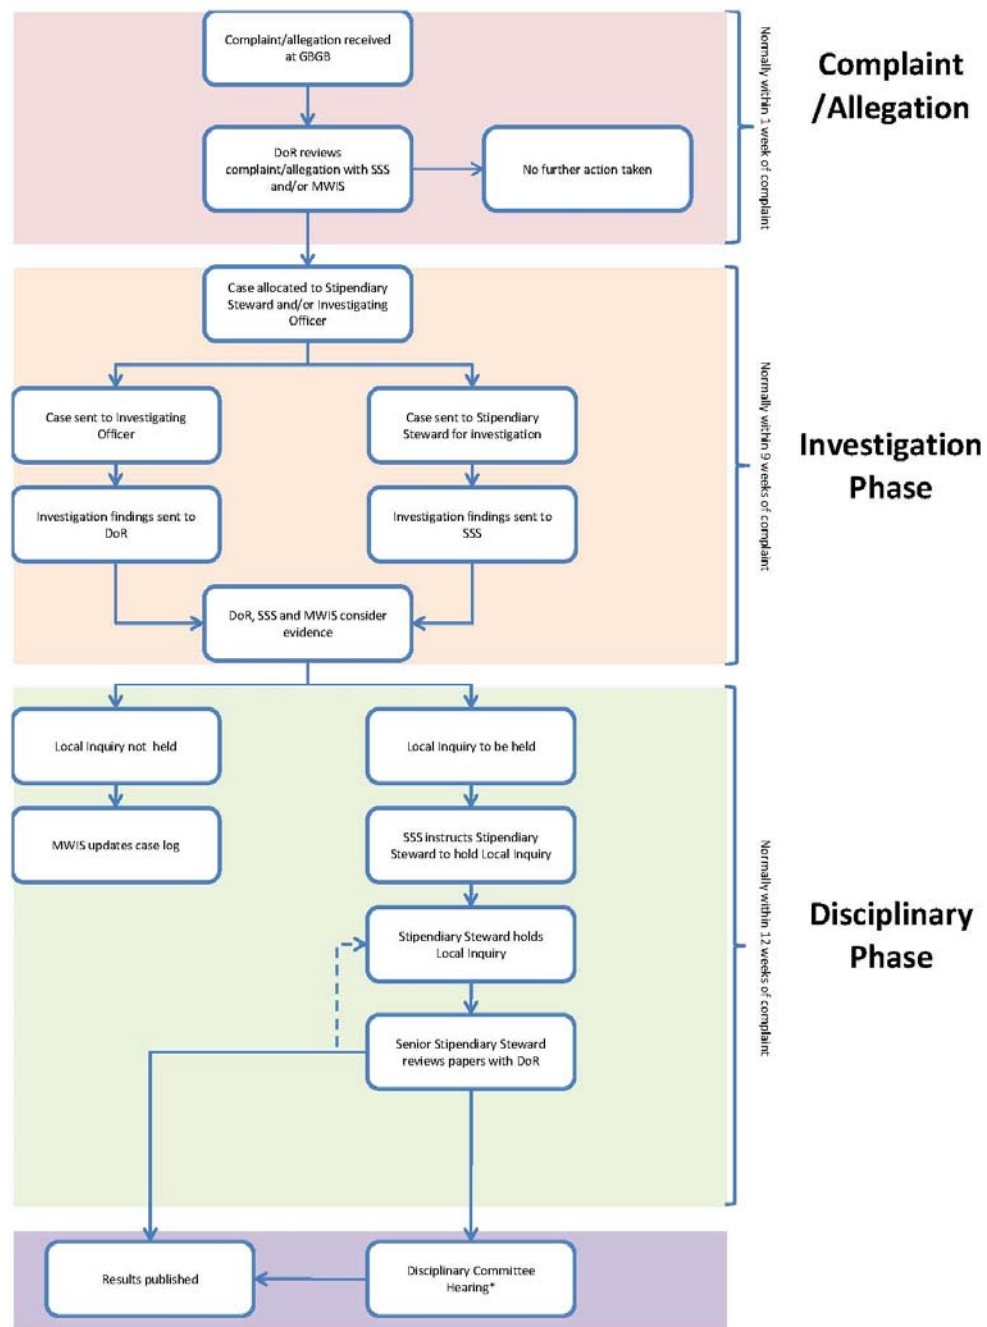 Complaint/allegation received
at GBGB
Normally within 1 week of complaint
Complaint
/Allegation
DoR reviews
complaint/allegation with SSS
and/or MWIS
No further action taken
Case allocated to Stipendiary
Steward and/or Investigating
Officer
Case sent to Investigating
Officer
Case sent to Stipendiary
Steward for investigation
Normally within 9 weeks of complaint
Investigation
Phase
Investigation findings sent to
DoR
Investigation findings sent to
SSS
DoR, SSS and MWIS consider
evidence
Local Inquiry not held
Local Inquiry to be held
MWIS updates case log
SSS instructs Stipendiary
Steward to hold Local Inquiry
Normally within 12 weeks of complaint
Disciplinary
Phase
Stipendiary Steward holds
Local Inquiry
Senior Stipendiary Steward
reviews papers with DoR
Results published
Disciplinary Committee
Hearing*